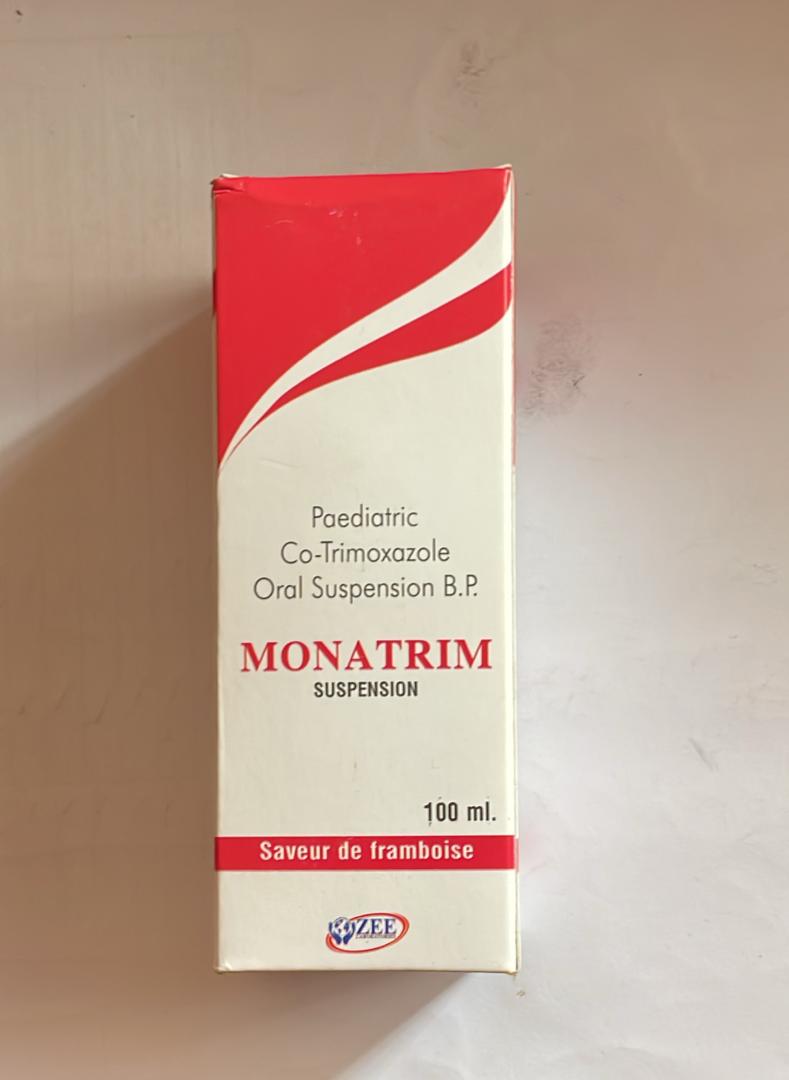 Paediatric
Co-Trimoxazole
Oral Suspension B.P.
MONATRIM
SUSPENSION
100 ml.
Saveur de framboise
ZEE